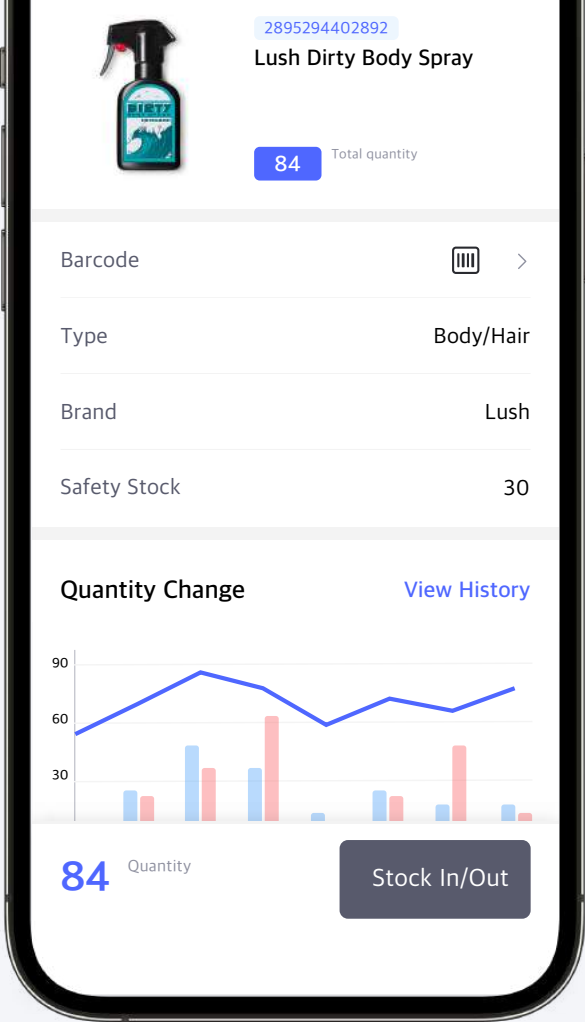 2895294402892
Lush Dirty Body Spray
DIRTY
84 Total quantity
Barcode
Type Body/Hair
Brand Lush
Safety Stock 30
Quantity Change View History
90
60
30
84 Quantity Stock In/Out